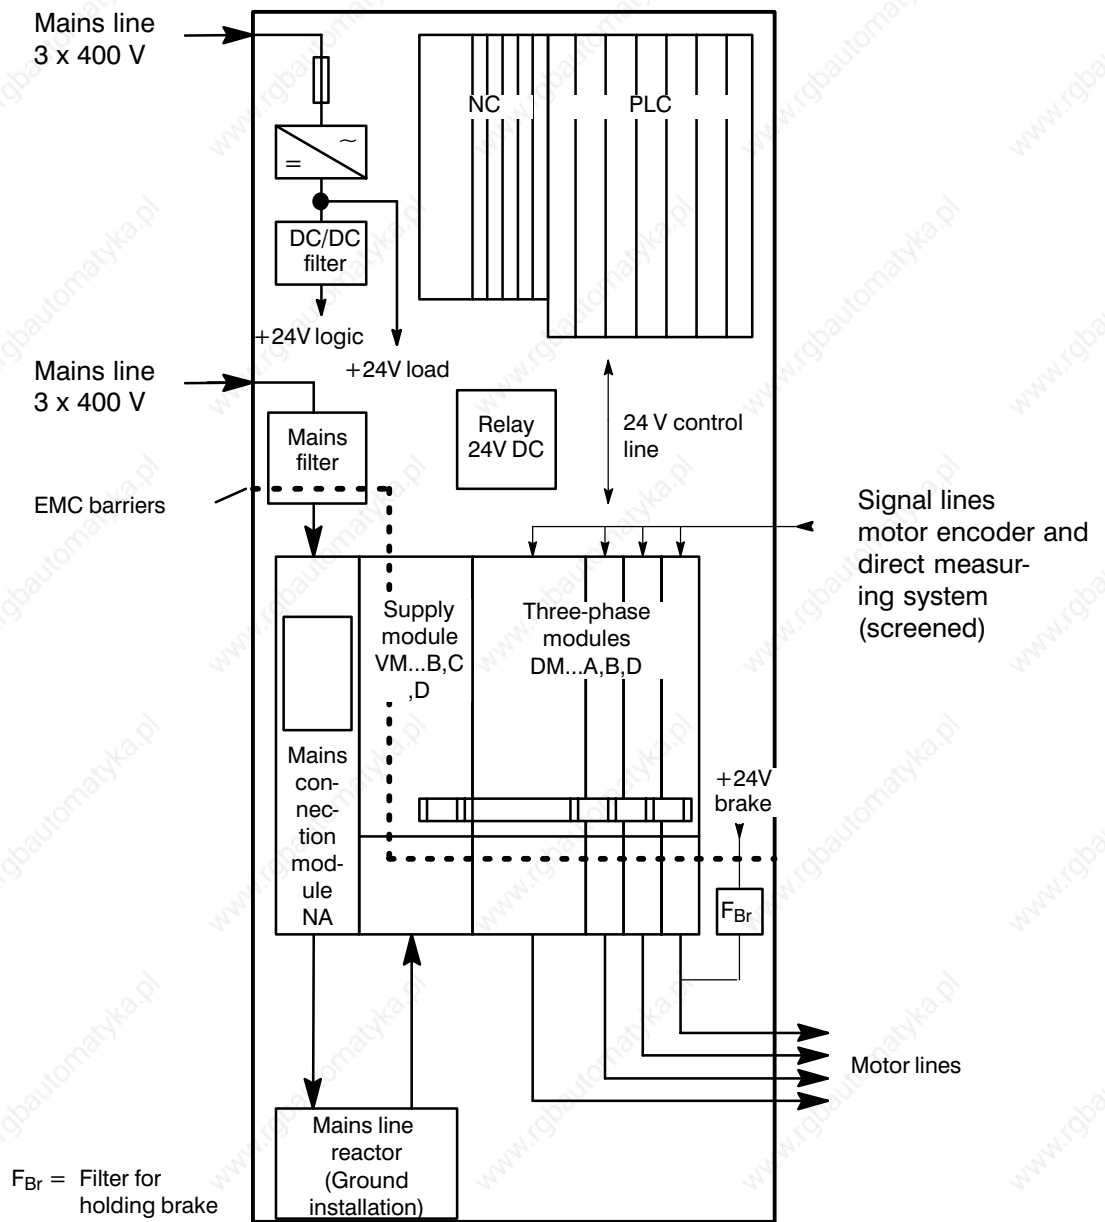 Mains line
3 x 400 V
NC
PLC
~
=
DC/DC
filter
+24V logic
+24V load
Mains line
3 x 400 V
Mains
filter
Relay
24V DC
24 V control
line
EMC barriers
Signal lines
motor encoder and
direct measur-
ing system
(screened)
Supply
module
VM...B,C
,D
Three-phase
modules
DM...A,B,D
Mains
con-
nec-
tion
mod-
ule
NA
+24V
brake
FBr
Motor lines
Mains line
reactor
(Ground
installation)
FBr = Filter for
holding brake
www.rgbautomatyka.pl